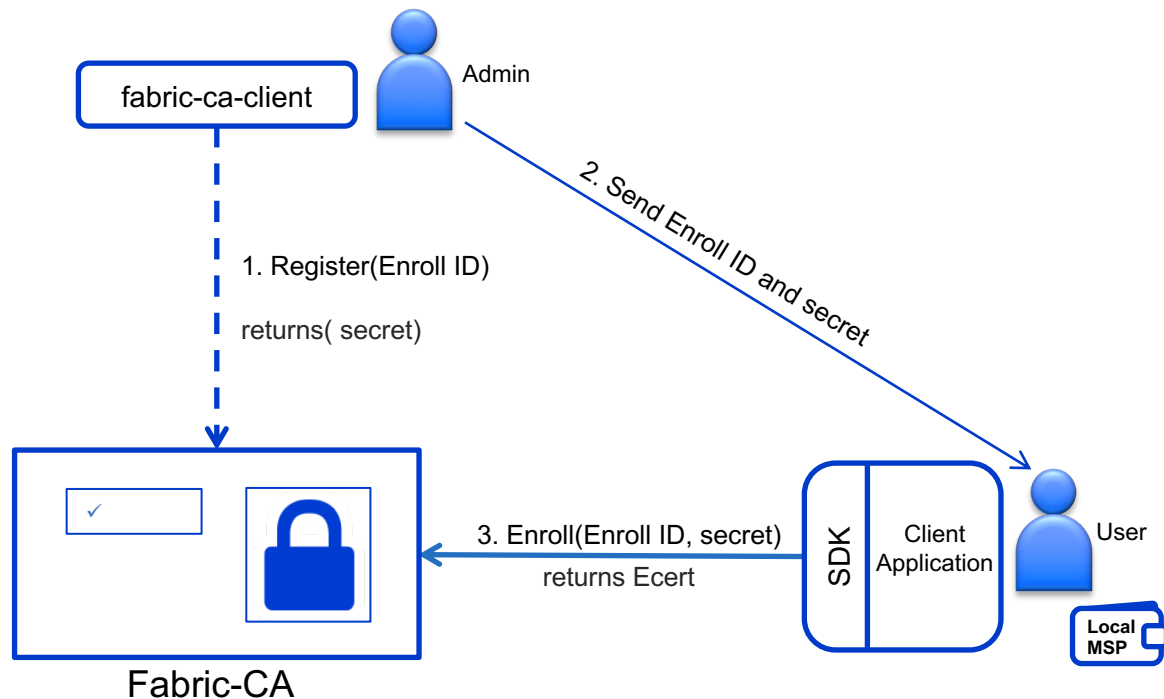 Admin
fabric-ca-client
2. Send Enroll ID and secret
1. Register(Enroll ID)
returns( secret)
✓
3. Enroll(Enroll ID, secret)
returns Ecert
SDK
Client
Application
User
Local
MSP
Fabric-CA